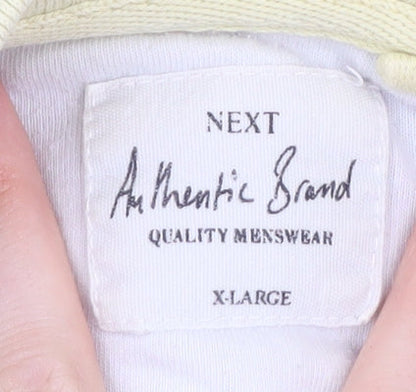 NEXT
Authentic Brand
QUALITY MENSWEAR
X-LARGE